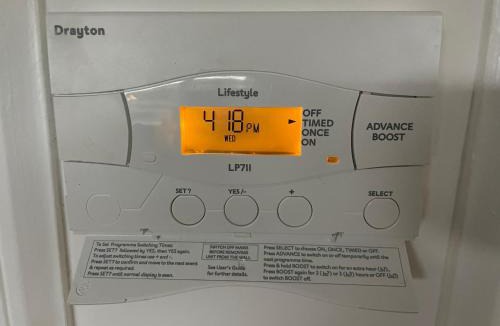 Drayton
Lifestyle
4 18 PM
WED
OFF
TIMED
ONCE
ON
ADVANCE
BOOST
LP711
SET ? YES/- + SELECT
To Set Programme Switching Times:
Press SET? followed by YES, then YES again.
To adjust switching times use + and -.
Press SET? to confirm and move to the next event
& repeat as required.
Press SET? until normal display is seen.
SWITCH OFF MAINS
BEFORE REMOVING
UNIT FROM THE WALL
See User's Guide
for further details.
Press SELECT to choose ON, ONCE, TIMED or OFF.
Press ADVANCE to switch on or off temporarily until the
next programme time.
Press & hold BOOST to switch on for an extra hour
Press BOOST again for 2 or 3 hours or OFF
to switch BOOST off.